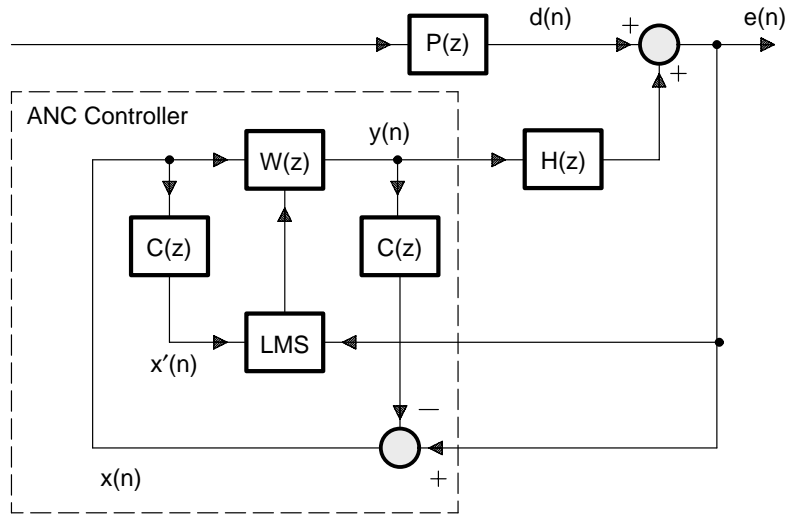 d(n)
e(n)
+
P(z)
+
ANC Controller
y(n)
W(z)
H(z)
C(z)
C(z)
LMS
x′(n)
—
x(n)
+